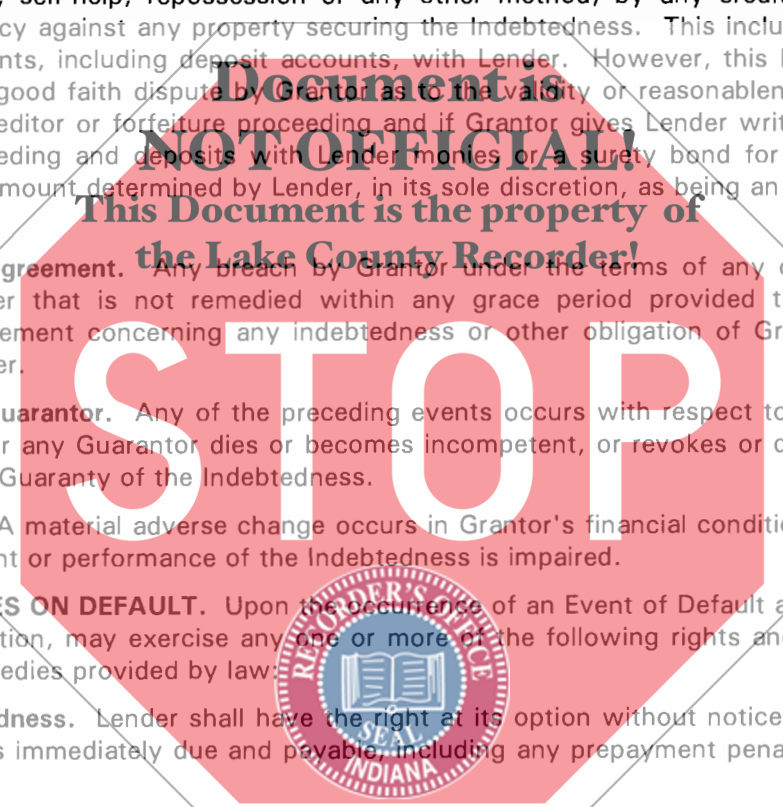 self-help, repossession or any other method, by any
cy against any property securing the Indebtedness. This
nts, including deposit accounts, with Lender. However, this
good faith dispute by Grantor as to the validity or
editor or forfeiture proceeding and if Grantor gives Lender
eding and deposits with Lender monies or a surety bond for
mount determined by Lender, in its sole discretion, as being an
greement. Any breach by Grantor under the terms of any
er that is not remedied within any grace period provided
ement concerning any indebtedness or other obligation of
er.
uarantor. Any of the preceding events occurs with respect to
r any Guarantor dies or becomes incompetent, or revokes or
Guaranty of the Indebtedness.
A material adverse change occurs in Grantor's financial
nt or performance of the Indebtedness is impaired.
ES ON DEFAULT. Upon the occurrence of an Event of Default
tion, may exercise any one or more of the following rights
edies provided by law:
dness. Lender shall have the right at its option without notice
s immediately due and payable, including any prepayment
Document is
NOT OFFICIAL!
This Document is the property of
the Lake County Recorder!
STOP
RECORDER'S OFFICE
SEAL
INDIANA